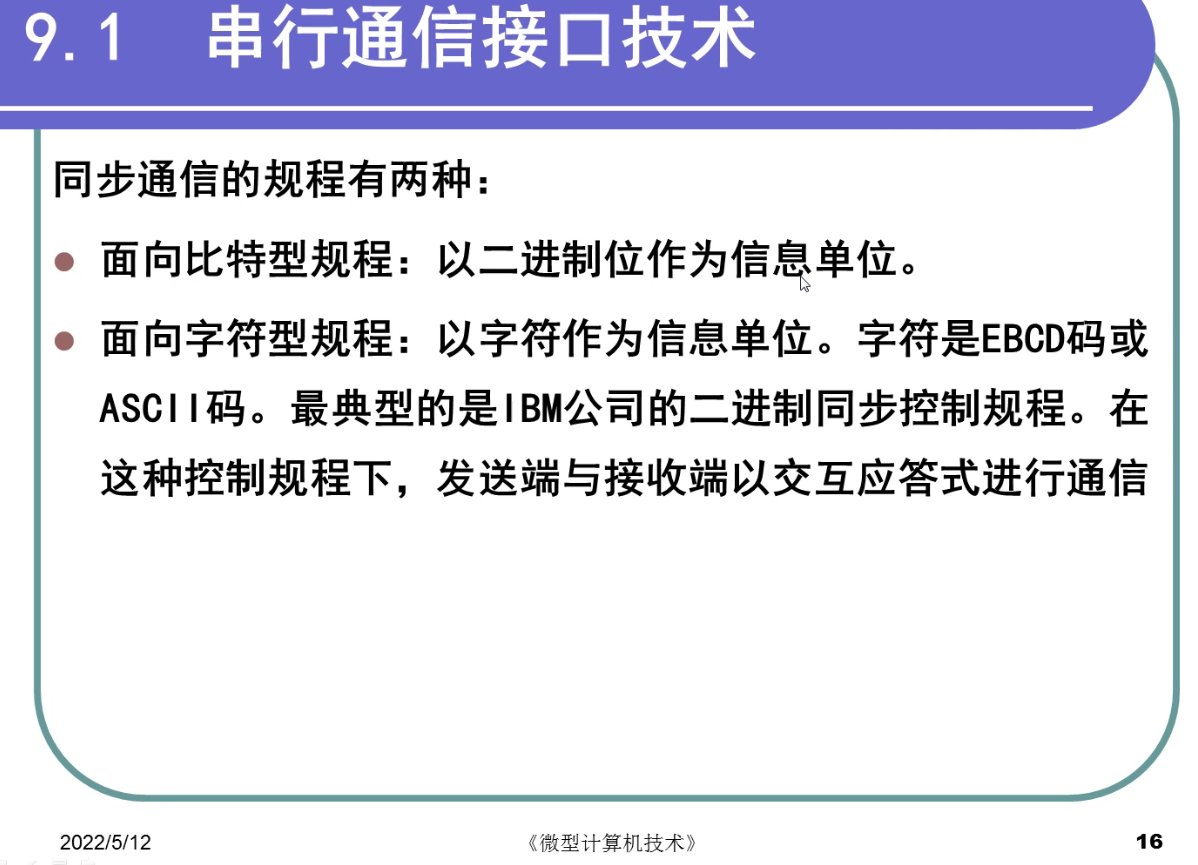 9.1 串行通信接口技术
同步通信的规程有两种：
面向比特型规程：以二进制位作为信息单位。
面向字符型规程：以字符作为信息单位。字符是EBCD码或
ASCII码。最典型的是IBM公司的二进制同步控制规程。在
这种控制规程下，发送端与接收端以交互应答式进行通信
2022/5/12
《微型计算机技术》
16